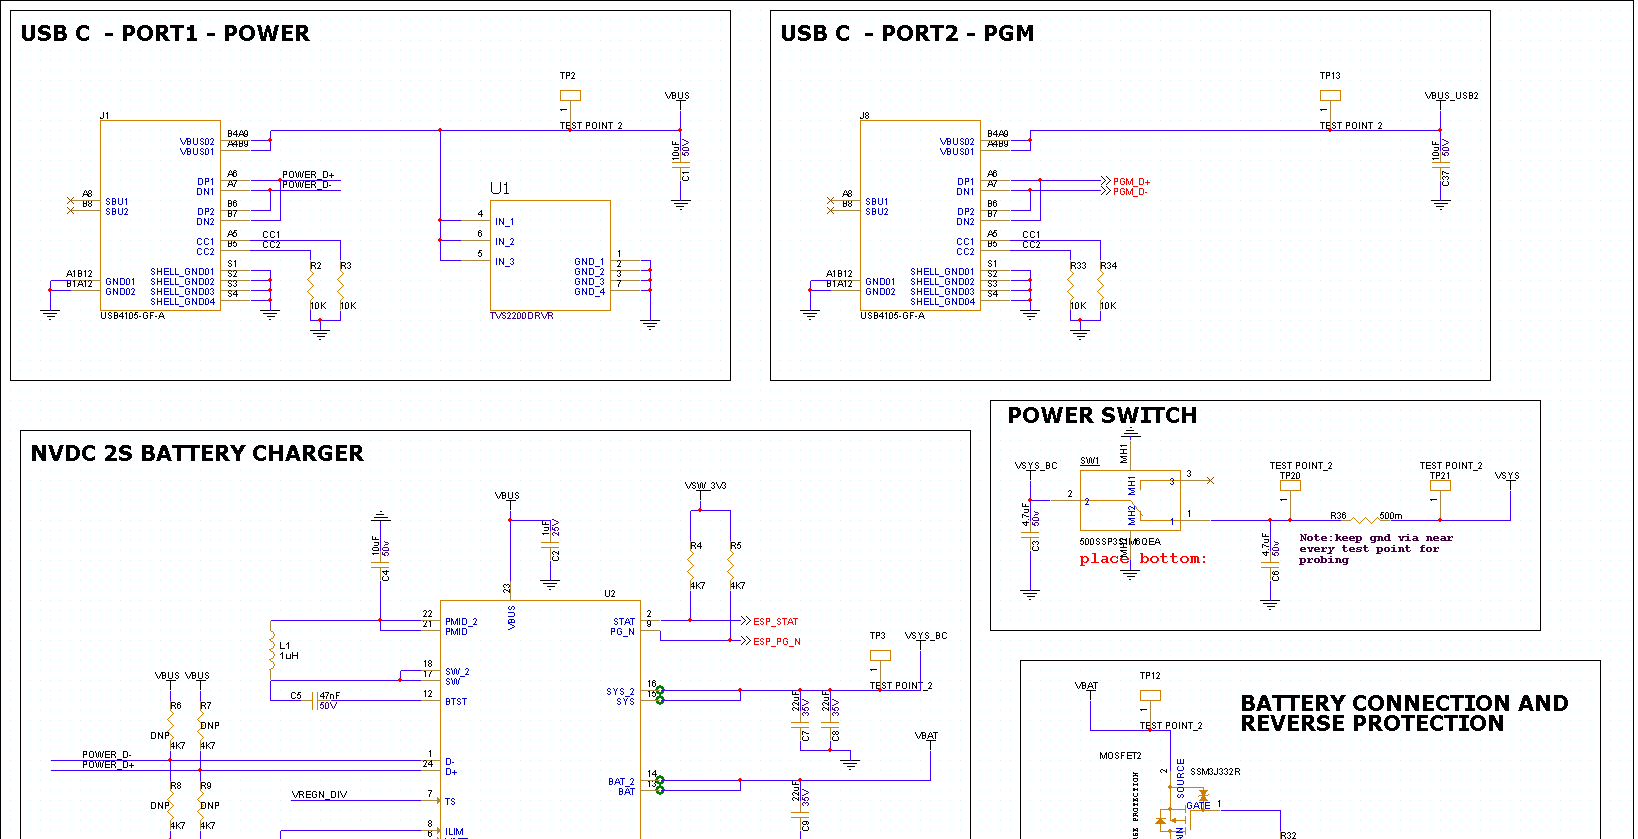 USB C - PORT1 - POWER
TP2
1
TEST POINT_2
VBUS
10uF
50V
C1
J1
B4A9
A4B9
VBUS02
VBUS01
A6
A7
DP1
DN1
POWER_D+
POWER_D-
B6
B7
DP2
DN2
A8
B8
SBU1
SBU2
A5
B5
CC1
CC2
CC1
CC2
S1
S2
S3
S4
SHELL_GND01
SHELL_GND02
SHELL_GND03
SHELL_GND04
A1B12
B1A12
GND01
GND02
USB4105-GF-A
R2
R3
10K
10K
U1
4
6
5
IN_1
IN_2
IN_3
GND_1
GND_2
GND_3
GND_4
1
2
3
7
TVS2200DRVR
USB C - PORT2 - PGM
TP13
1
TEST POINT_2
VBUS_USB2
10uF
50V
C37
J8
B4A9
A4B9
VBUS02
VBUS01
A6
A7
DP1
DN1
PGM_D+
PGM_D-
B6
B7
DP2
DN2
A8
B8
SBU1
SBU2
A5
B5
CC1
CC2
CC1
CC2
S1
S2
S3
S4
SHELL_GND01
SHELL_GND02
SHELL_GND03
SHELL_GND04
A1B12
B1A12
GND01
GND02
USB4105-GF-A
R33
R34
10K
10K
POWER SWITCH
VSYS_BC
SW1
MH1
MH1
MH2
2
2
3
3
1
1
4.7uF
50v
C3
500SSP3S1M6QEA
place bottom:
TEST POINT_2
TP20
1
TEST POINT_2
TP21
1
VSYS
R36
500m
4.7uF
50v
C6
Note:keep gnd via near
every test point for
probing
NVDC 2S BATTERY CHARGER
VBUS
1uF
25V
C2
VSW_3V3
R4
R5
4K7
4K7
10uF
50v
C4
23
VBUS
U2
22
21
PMID_2
PMID
L1
1uH
18
17
SW_2
SW
12
BTST
C5
47nF
50V
STAT
PG_N
2
9
ESP_STAT
ESP_PG_N
TP3
1
TEST POINT_2
VSYS_BC
SYS_2
SYS
16
15
22uF
35V
C7
22uF
35V
C8
VBAT
BAT_2
BAT
14
13
22uF
35V
C9
VBUS
VBUS
R6
R7
DNP
DNP
4K7
4K7
POWER_D-
POWER_D+
1
24
D-
D+
R8
R9
DNP
DNP
4K7
4K7
VREGN_DIV
7
TS
8
ILIM
6
BATTERY CONNECTION AND
REVERSE PROTECTION
VBAT
TP12
1
TEST POINT_2
MOSFET2
2
SOURCE
SSM3J332R
GATE
1
R32
PROTECTION